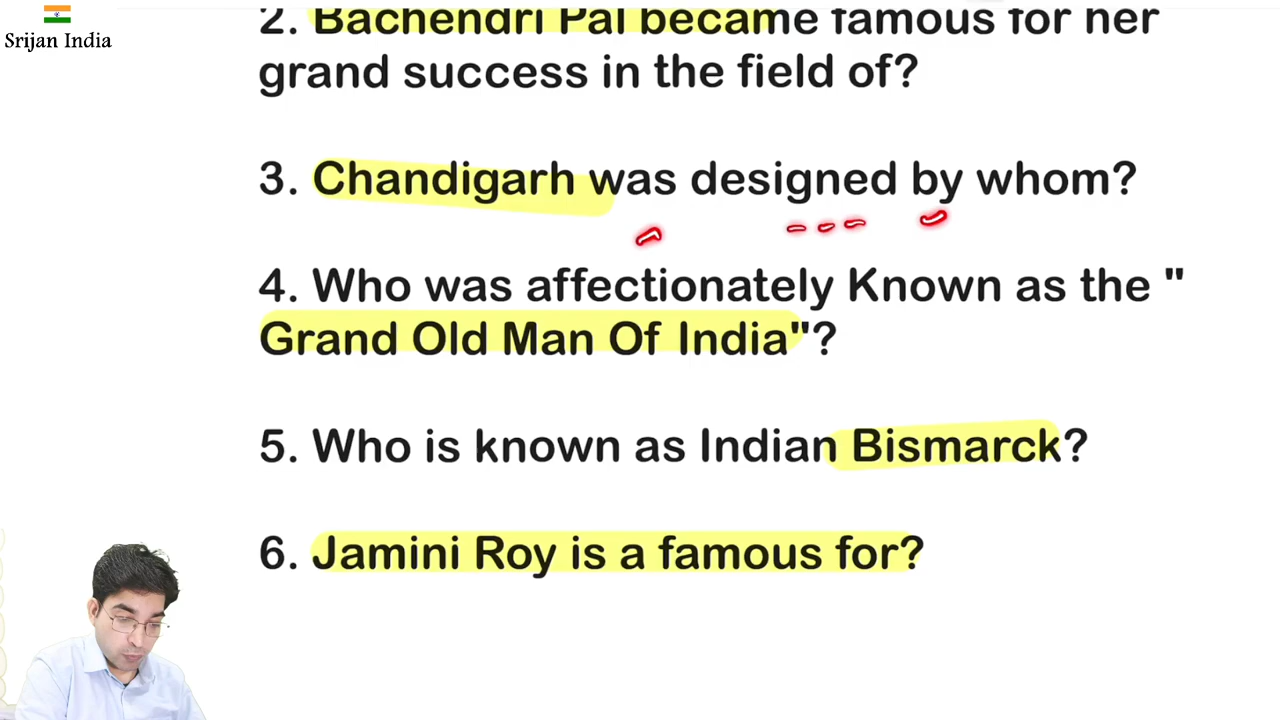 Srijan India
2. Bachendri Pal became famous for her
grand success in the field of?
3. Chandigarh was designed by whom?
4. Who was affectionately Known as the "
Grand Old Man Of India"?
5. Who is known as Indian Bismarck?
6. Jamini Roy is a famous for?